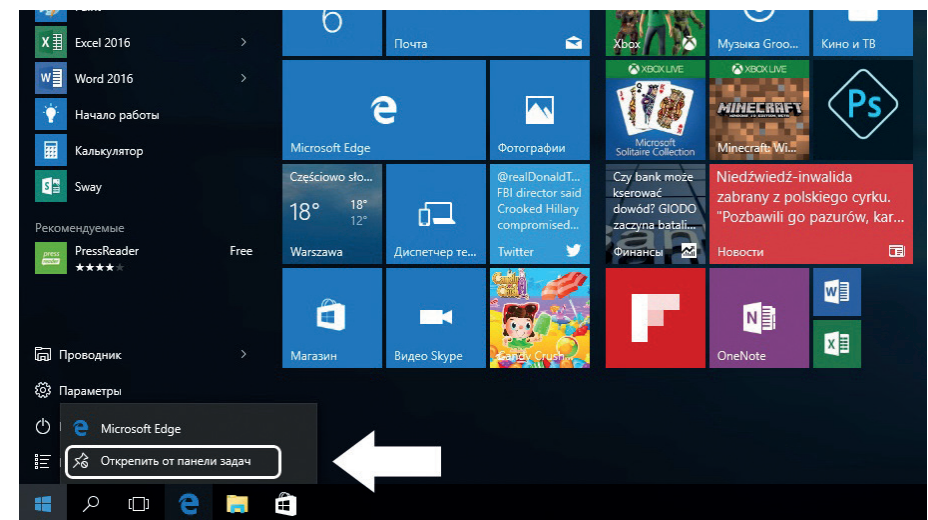 Excel 2016
Word 2016
Начало работы
Калькулятор
Sway
Рекомендуемые
PressReader
Free
Проводник
Параметры
Microsoft Edge
Открепить от панели задач
6
Почта
Xbox
Музыка Groo...
Кино и ТВ
Microsoft Edge
Фотографии
XBOX LIVE
Microsoft
Solitaire Collection
XBOX LIVE
MINECRAFT
Minecraft: Wi...
Ps
Częściowo sło...
18°
18°
12°
Warszawa
Диспетчер те...
@realDonaldT...
FBI director said
Crooked Hillary
compromised...
Twitter
Czy bank może
kserować
dowód? GIODO
zaczyna batali...
Финансы
Niedźwiedź-inwalida
zabrany z polskiego cyrku.
"Pozbawili go pazurów, kar...
Новости
Магазин
Видео Skype
Candy Crush...
OneNote